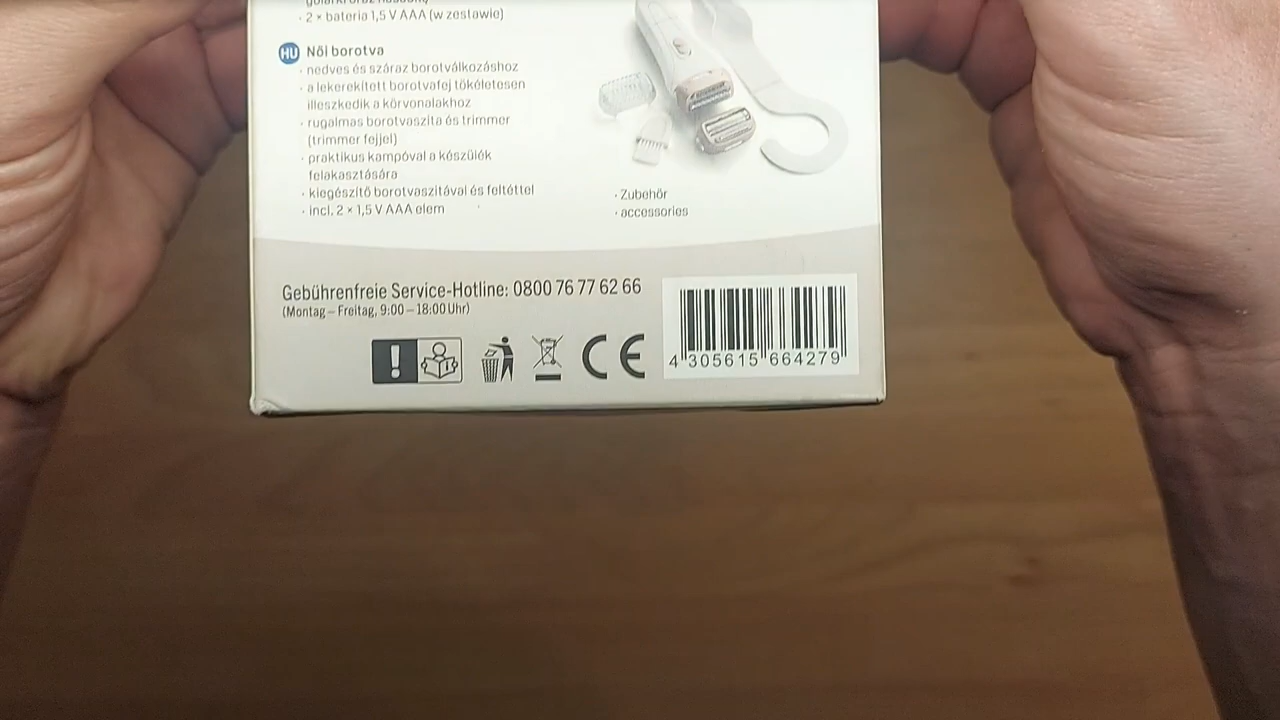 · 2 × bateria 1,5 V AAA (w zestawie)
HU Női borotva
· nedves és száraz borotválkozáshoz
· a lekerekített borotvafej tökéletesen
illeszkedik a körvonalakhoz
· rugalmas borotvaszita és trimmer
(trimmer fejjel)
· praktikus kampóval a készülék
felakasztására
· kiegészítő borotvaszitával és feltéttel
· incl. 2 × 1,5 V AAA elem
· Zubehör
· accessories
Gebührenfreie Service-Hotline: 0800 76 77 62 66
(Montag – Freitag, 9:00 – 18:00 Uhr)
CE
4 305615 664279